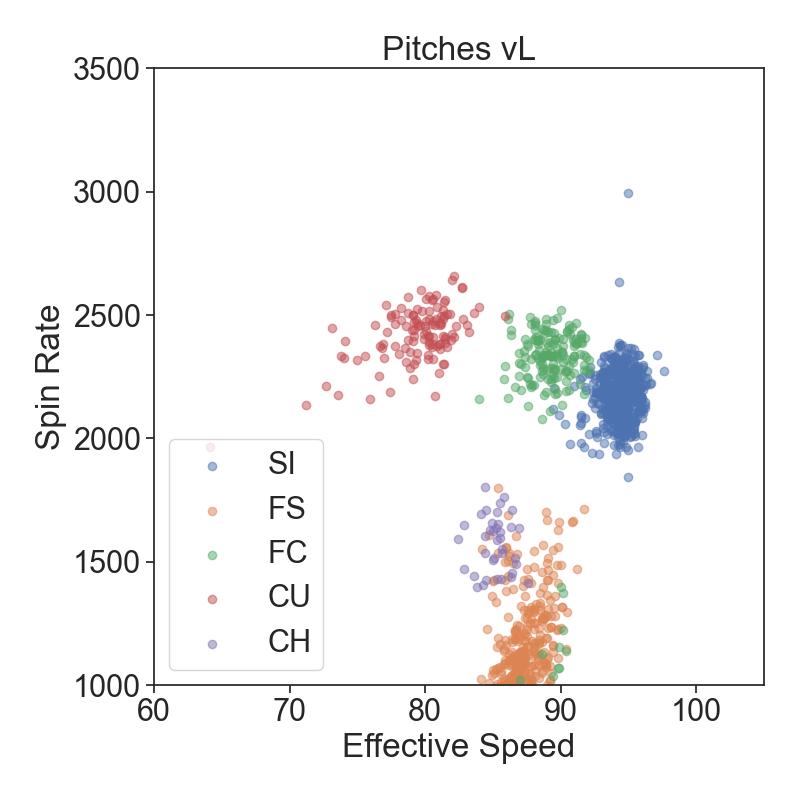 Pitches vL
3500
3000
2500
2000
1500
1000
Spin Rate
SI
FS
FC
CU
CH
60 70 80 90 100
Effective Speed